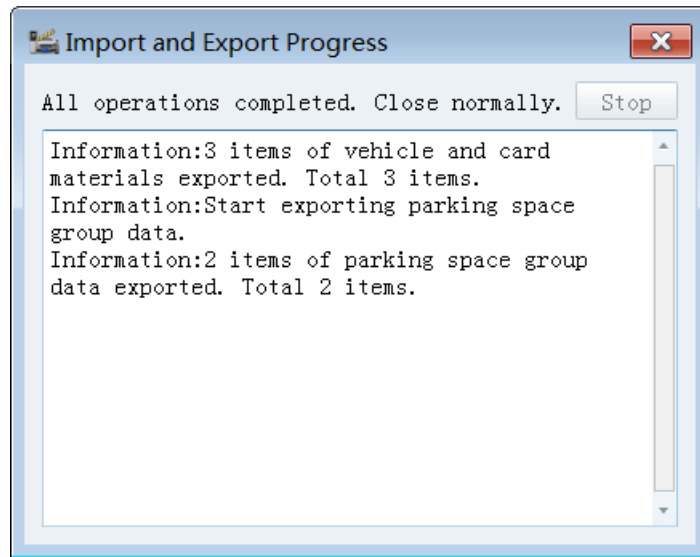 Import and Export Progress
All operations completed. Close normally. Stop
Information:3 items of vehicle and card
materials exported. Total 3 items.
Information:Start exporting parking space
group data.
Information:2 items of parking space group
data exported. Total 2 items.